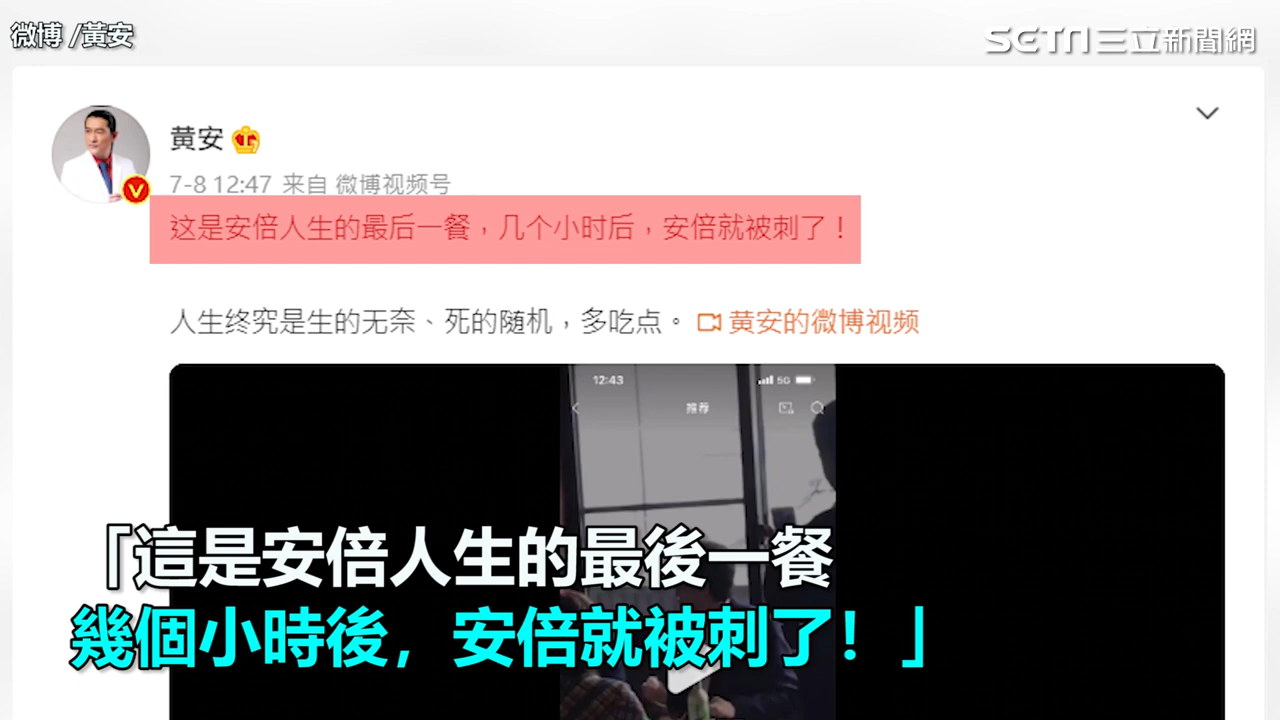 微博 /黃安
SETN三立新聞網
黄安
7-8 12:47 来自 微博视频号
这是安倍人生的最后一餐，几个小时后，安倍就被刺了！
人生终究是生的无奈、死的随机，多吃点。 黄安的微博视频
12:43
5G
推荐
「這是安倍人生的最後一餐
幾個小時後，安倍就被刺了！」